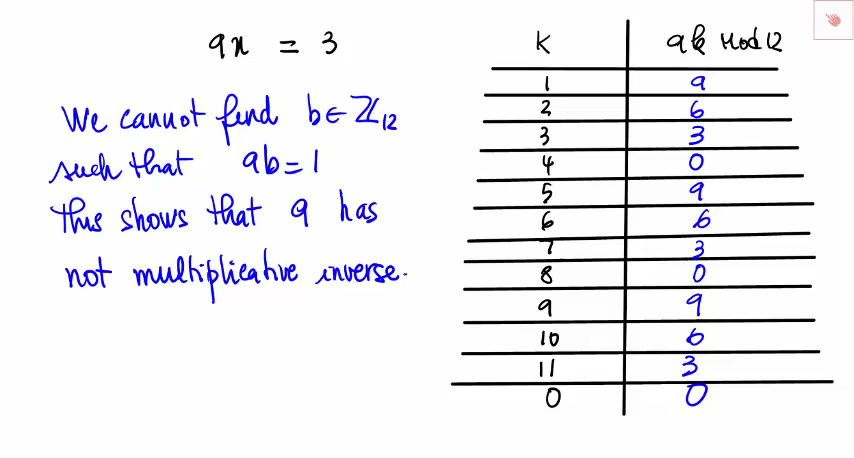 9x = 3
We cannot find b ∈ ℤ₁₂
such that 9b = 1
this shows that 9 has
not multiplicative inverse.
K 9k Mod 12
1 9
2 6
3 3
4 0
5 9
6 6
7 3
8 0
9 9
10 6
11 3
0 0